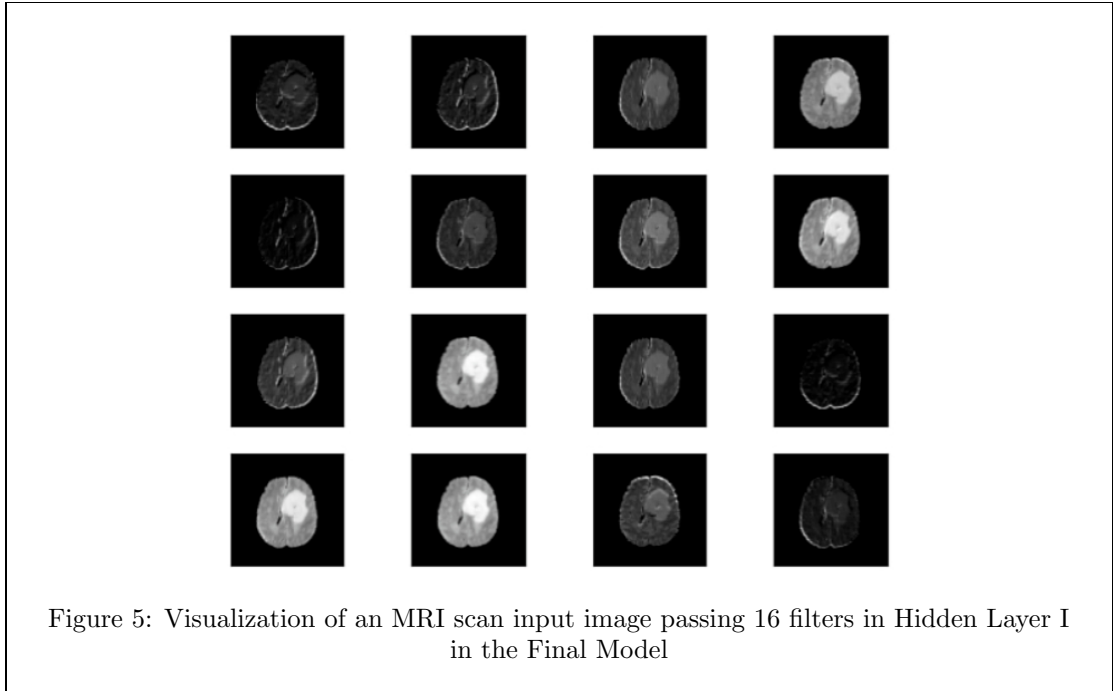 Figure 5: Visualization of an MRI scan input image passing 16 filters in Hidden Layer I
in the Final Model